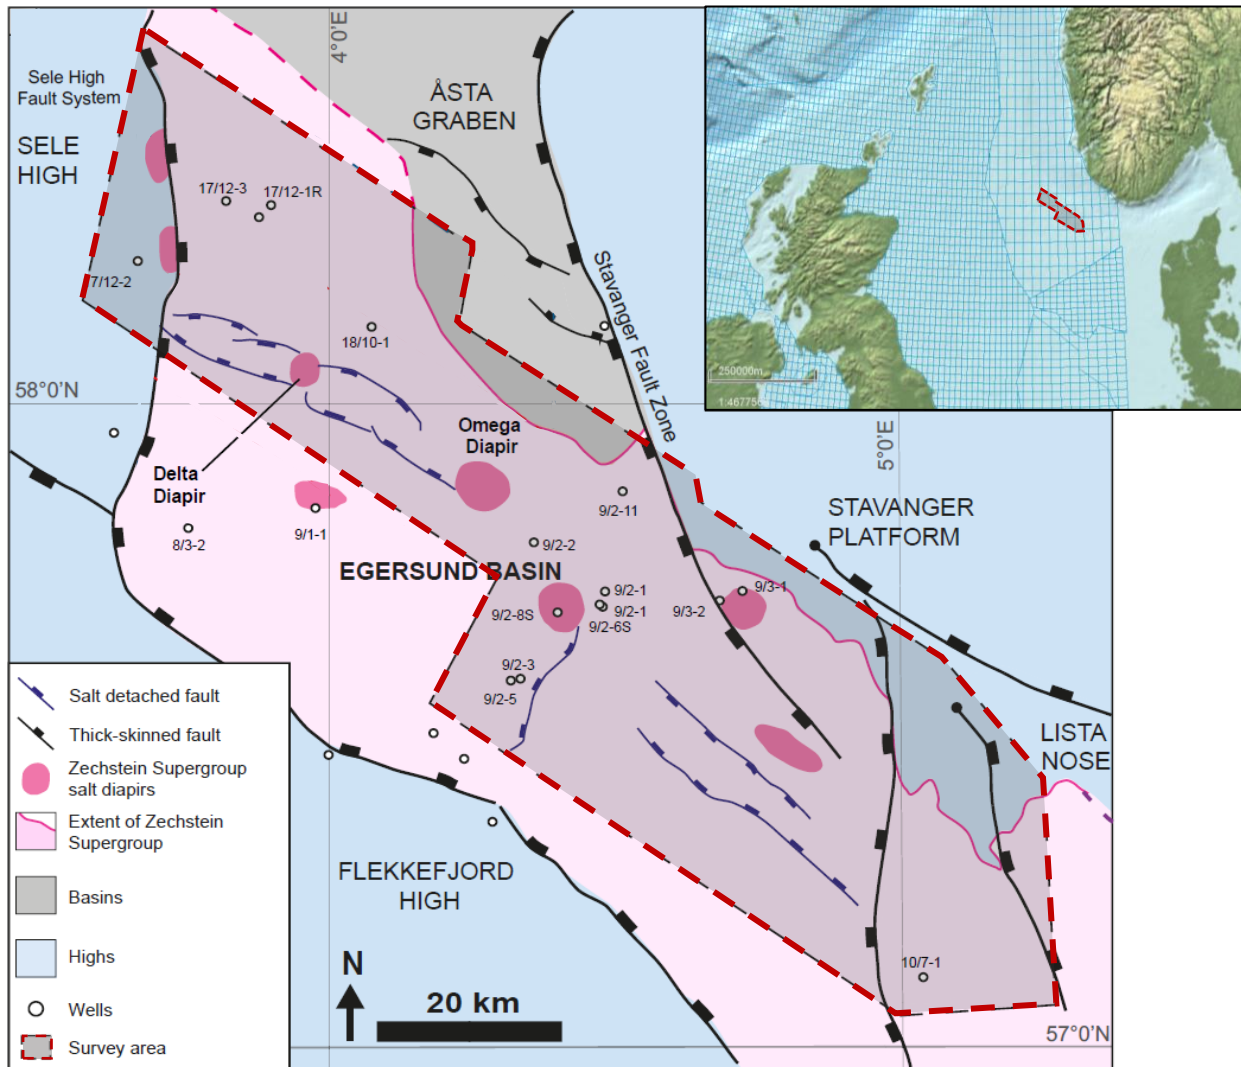 Sele High
Fault System
SELE
HIGH
4°0'E
ÅSTA
GRABEN
17/12-3
17/12-1R
7/12-2
18/10-1
Stavanger Fault Zone
58°0'N
250000m
Omega
Diapir
Delta
Diapir
5°0'E
STAVANGER
PLATFORM
8/3-2
9/1-1
9/2-11
9/2-2
EGERSUND BASIN
9/2-1
9/2-1
9/2-6S
9/2-8S
9/3-2
9/3-1
9/2-3
9/2-5
LISTA
NOSE
FLEKKEFJORD
HIGH
10/7-1
N
20 km
57°0'N
Salt detached fault
Thick-skinned fault
Zechstein Supergroup
salt diapirs
Extent of Zechstein
Supergroup
Basins
Highs
Wells
Survey area